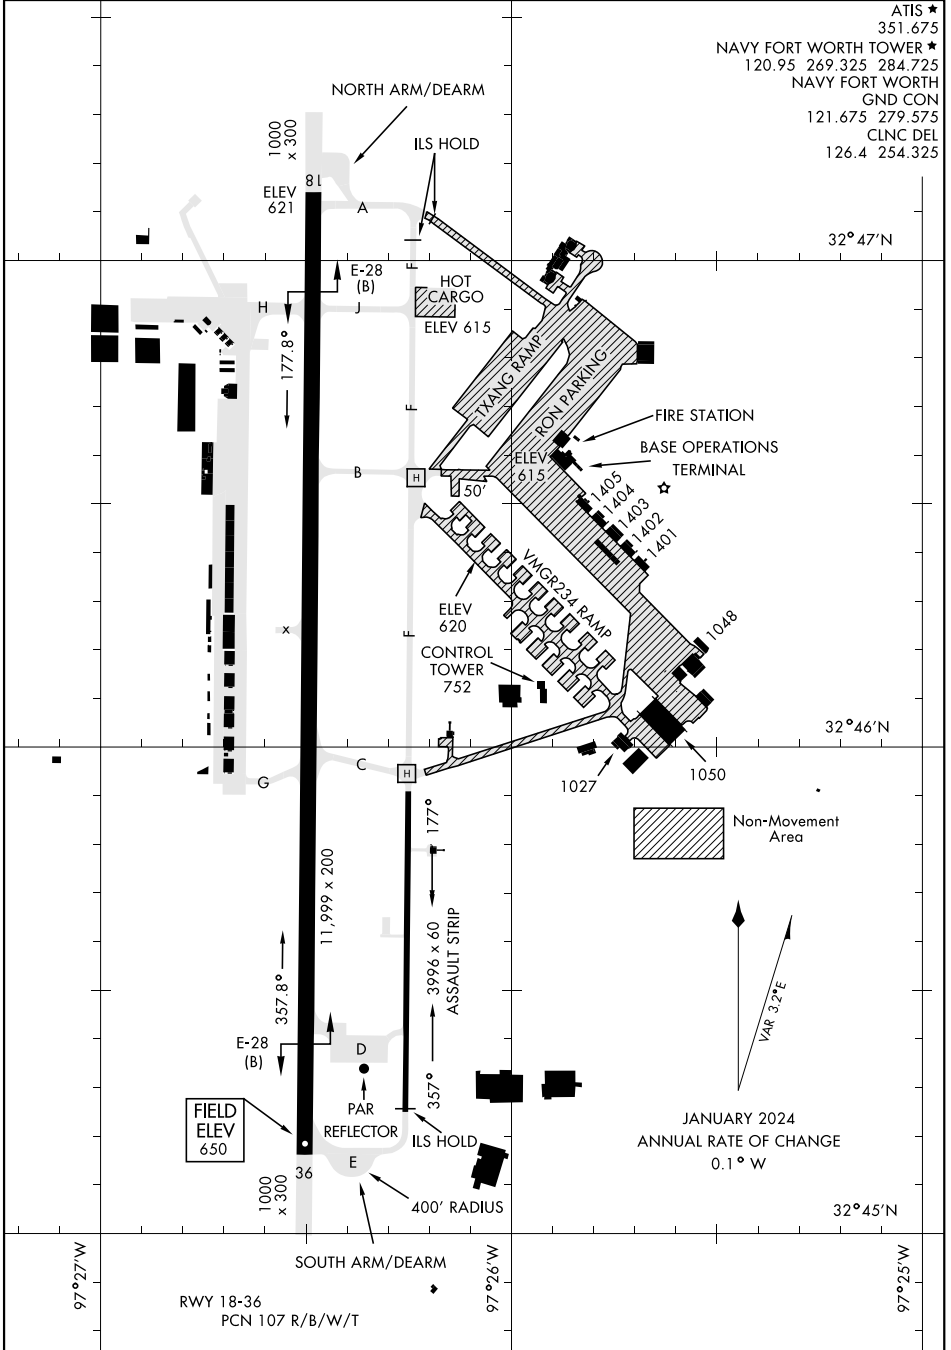 ATIS ★
351.675
NAVY FORT WORTH TOWER ★
120.95 269.325 284.725
NAVY FORT WORTH
GND CON
121.675 279.575
CLNC DEL
126.4 254.325
NORTH ARM/DEARM
1000
x 300
ILS HOLD
18
ELEV
621
A
32°47'N
F
E-28
(B)
H
J
HOT
CARGO
ELEV 615
177.8°
TXANG RAMP
RON PARKING
F
FIRE STATION
BASE OPERATIONS
TERMINAL
B
H
ELEV
615
50'
1405
1404
1403
1402
1401
VMGR234 RAMP
ELEV
620
F
X
1048
CONTROL
TOWER
752
32°46'N
G
C
H
1027
1050
Non-Movement
Area
177°
11,999 x 200
3996 x 60
ASSAULT STRIP
357.8°
357°
VAR 3.2°E
E-28
(B)
D
PAR
REFLECTOR
FIELD
ELEV
650
ILS HOLD
JANUARY 2024
ANNUAL RATE OF CHANGE
0.1° W
36
E
1000
x 300
400' RADIUS
32°45'N
SOUTH ARM/DEARM
97°27'W
97°26'W
97°25'W
RWY 18-36
PCN 107 R/B/W/T